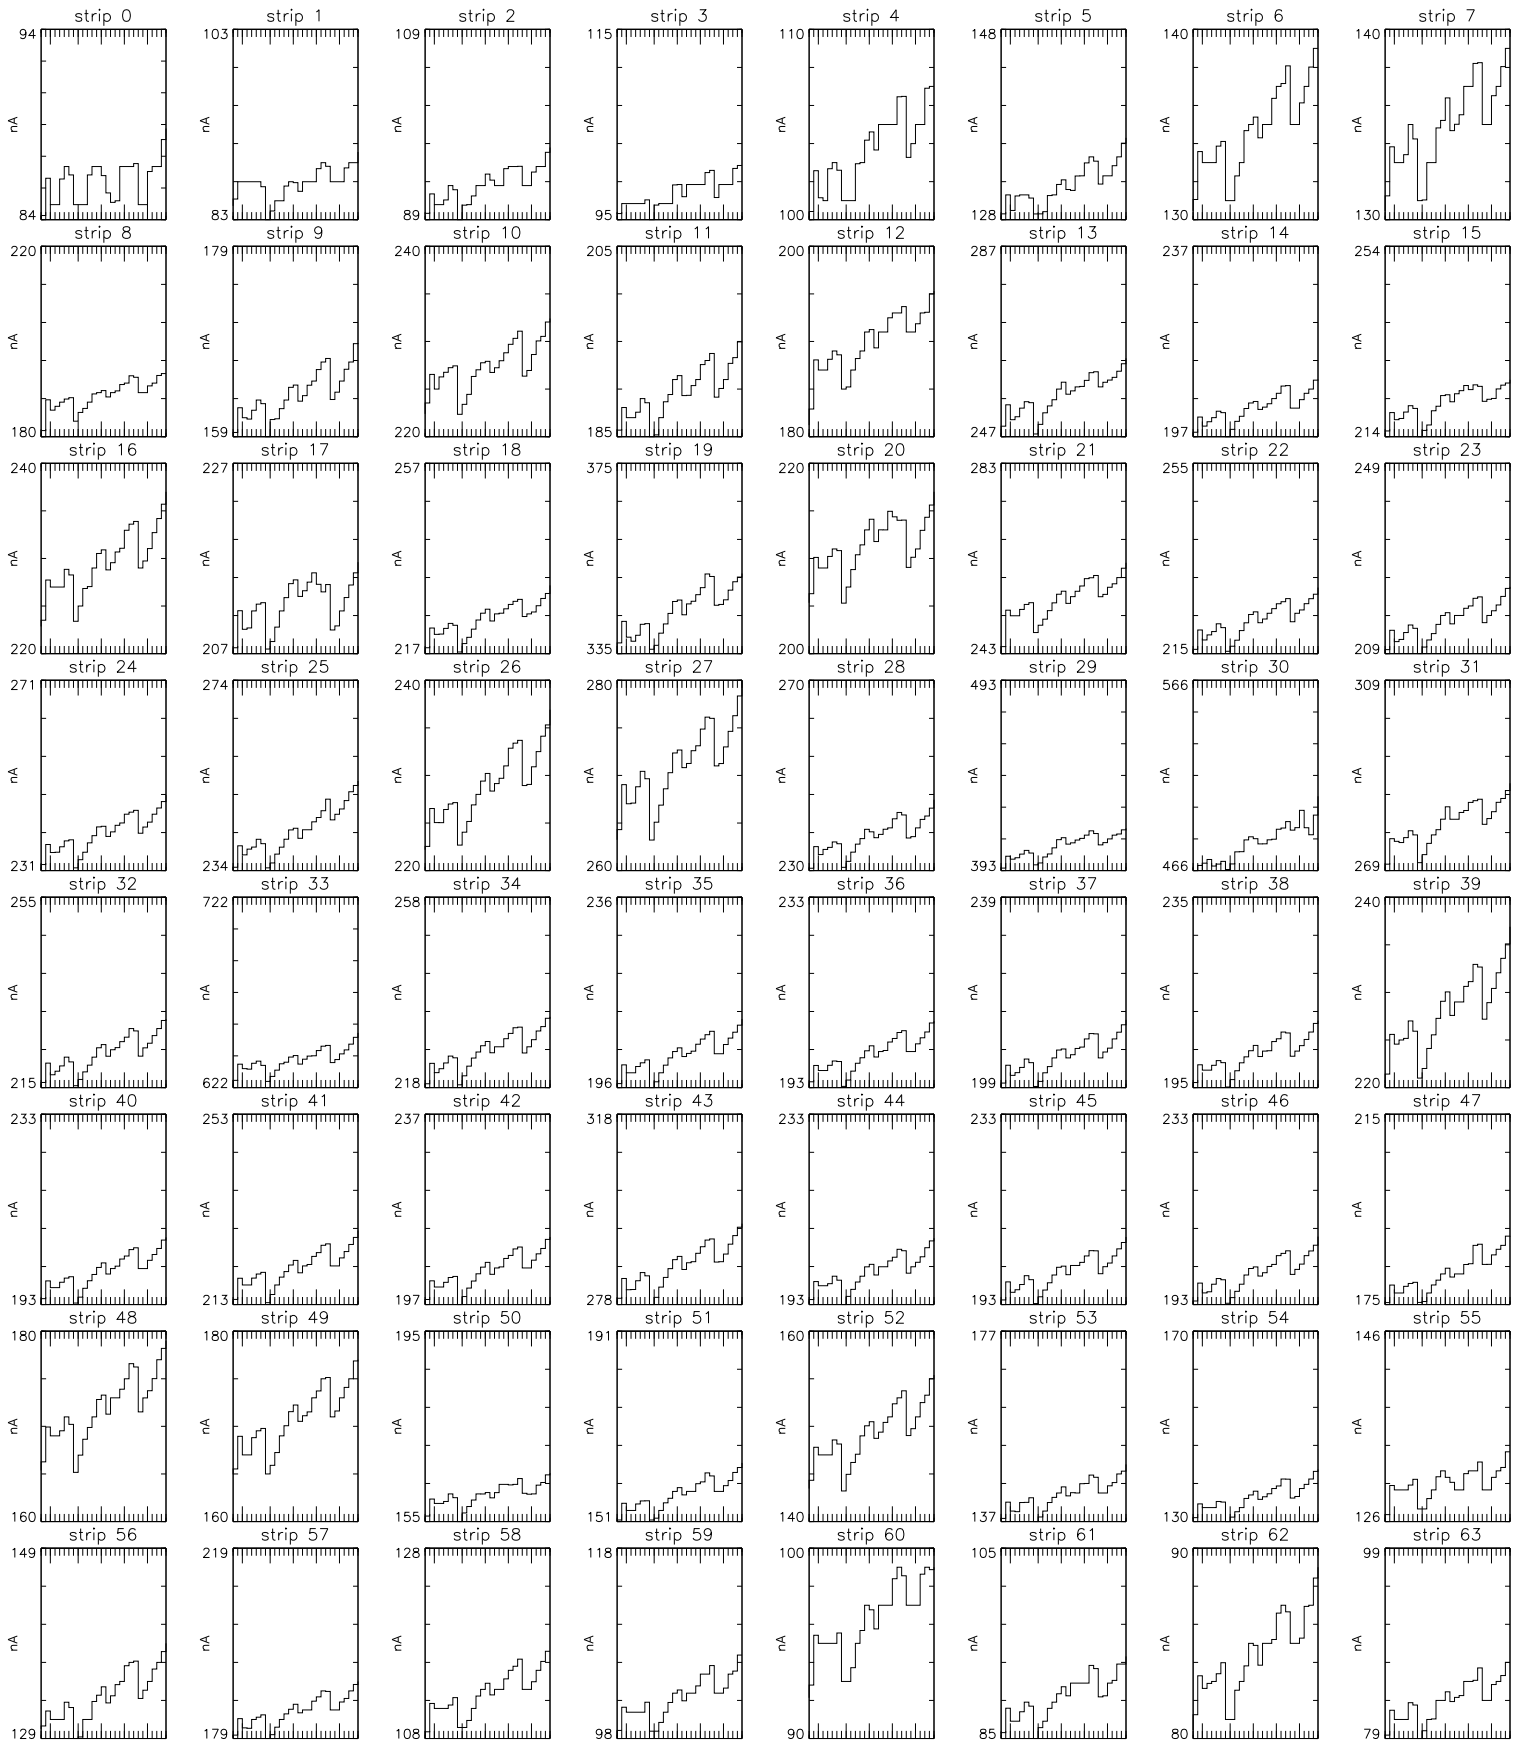 strip 0 strip 1 strip 2 strip 3 strip 4 strip 5 strip 6 strip 7
94 103 109 115 110 148 140 140
nA nA nA nA nA nA nA nA
84 83 89 95 100 128 130 130
strip 8 strip 9 strip 10 strip 11 strip 12 strip 13 strip 14 strip 15
220 179 240 205 200 287 237 254
nA nA nA nA nA nA nA nA
180 159 220 185 180 247 197 214
strip 16 strip 17 strip 18 strip 19 strip 20 strip 21 strip 22 strip 23
240 227 257 375 220 283 255 249
nA nA nA nA nA nA nA nA
220 207 217 335 200 243 215 209
strip 24 strip 25 strip 26 strip 27 strip 28 strip 29 strip 30 strip 31
271 274 240 280 270 493 566 309
nA nA nA nA nA nA nA nA
231 234 220 260 230 393 466 269
strip 32 strip 33 strip 34 strip 35 strip 36 strip 37 strip 38 strip 39
255 722 258 236 233 239 235 240
nA nA nA nA nA nA nA nA
215 622 218 196 193 199 195 220
strip 40 strip 41 strip 42 strip 43 strip 44 strip 45 strip 46 strip 47
233 253 237 318 233 233 233 215
nA nA nA nA nA nA nA nA
193 213 197 278 193 193 193 175
strip 48 strip 49 strip 50 strip 51 strip 52 strip 53 strip 54 strip 55
180 180 195 191 160 177 170 146
nA nA nA nA nA nA nA nA
160 160 155 151 140 137 130 126
strip 56 strip 57 strip 58 strip 59 strip 60 strip 61 strip 62 strip 63
149 219 128 118 100 105 90 99
nA nA nA nA nA nA nA nA
129 179 108 98 90 85 80 79